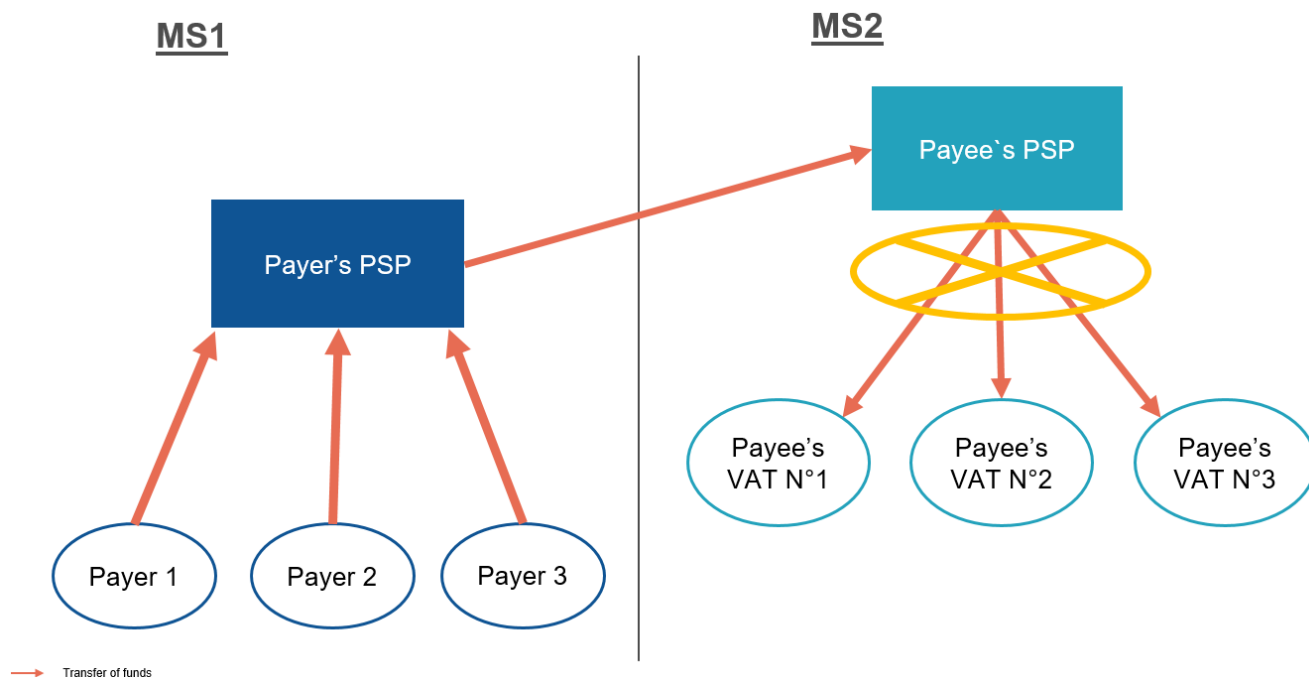 MS1
MS2
Payee`s PSP
Payer’s PSP
Payee’s
VAT N°1
Payee’s
VAT N°2
Payee’s
VAT N°3
Payer 1
Payer 2
Payer 3
Transfer of funds